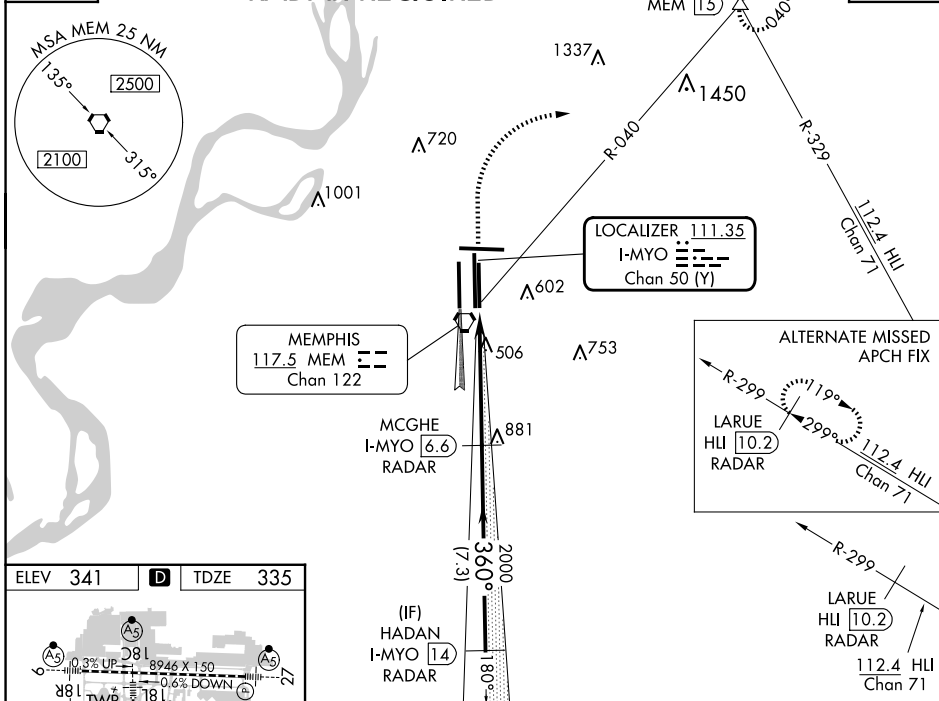 MSA MEM 25 NM
135°
2500
2100
315°
MEM 15
040°
1337
1450
720
1001
R-040
R-329
112.4 HLI
Chan 71
LOCALIZER 111.35
I-MYO
Chan 50 (Y)
602
MEMPHIS
117.5 MEM
Chan 122
506
753
MCGHE
I-MYO 6.6
RADAR
881
ALTERNATE MISSED
APCH FIX
R-299
119°
299°
LARUE
HLI 10.2
RADAR
112.4 HLI
Chan 71
2000
360°
(7.3)
(IF)
HADAN
I-MYO 14
RADAR
180°
R-299
LARUE
HLI 10.2
RADAR
112.4 HLI
Chan 71
ELEV 341
D
TDZE 335
A5
A5
A5
18C
6
0.3% UP
8946 X 150
27
0.6% DOWN
18R
18L
P